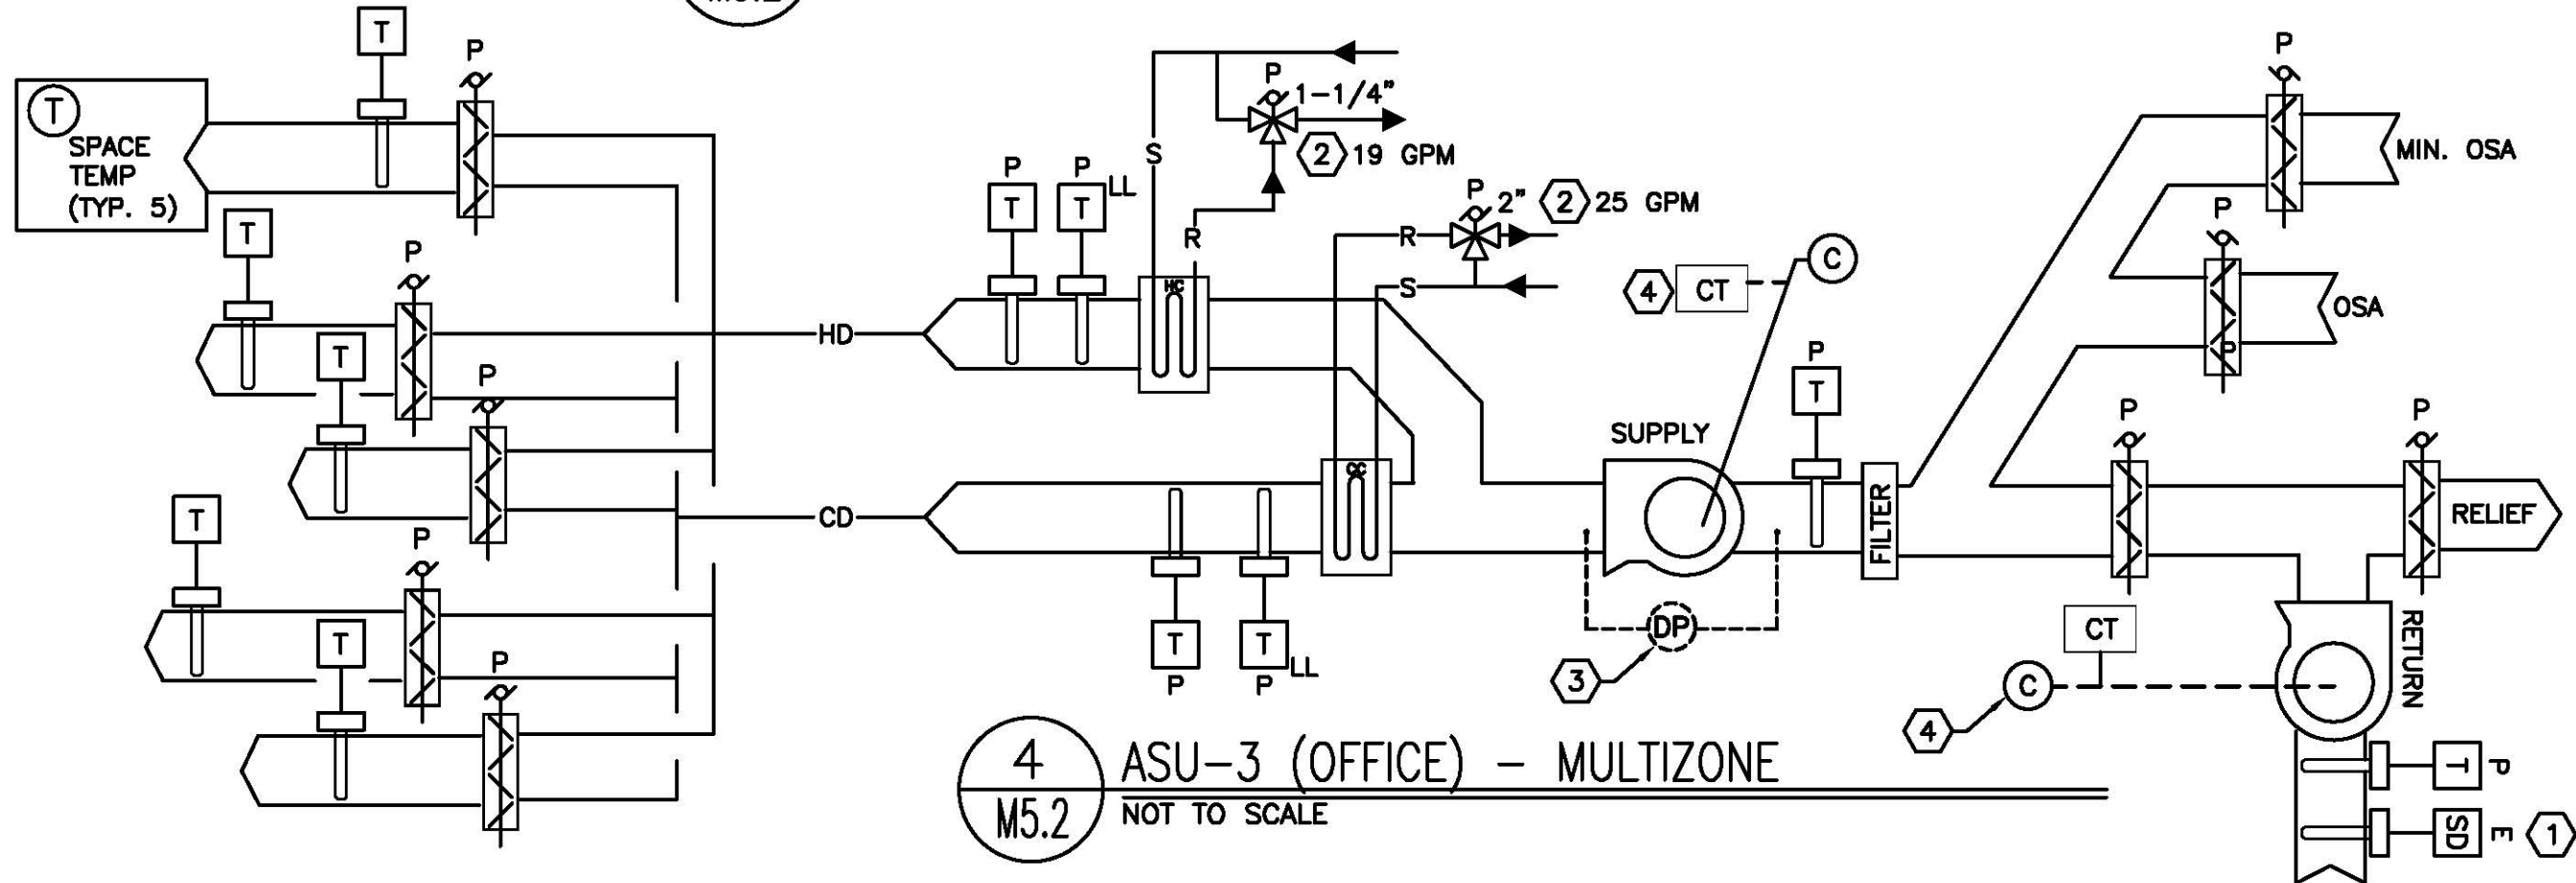 T
P
T
SPACE
TEMP
(TYP. 5)
T
P
T
P
T
P
T
P
HD
CD
P
T
P
T
LL
S
R
HC
P
1-1/4"
2
19 GPM
P
2"
2
25 GPM
R
S
CC
T
P
T
P
LL
4
CT
C
SUPPLY
P
T
FILTER
DP
3
P
MIN. OSA
P
OSA
P
P
P
RELIEF
CT
C
4
RETURN
T
P
SD
E
1
4
M5.2
ASU-3 (OFFICE) - MULTIZONE
NOT TO SCALE